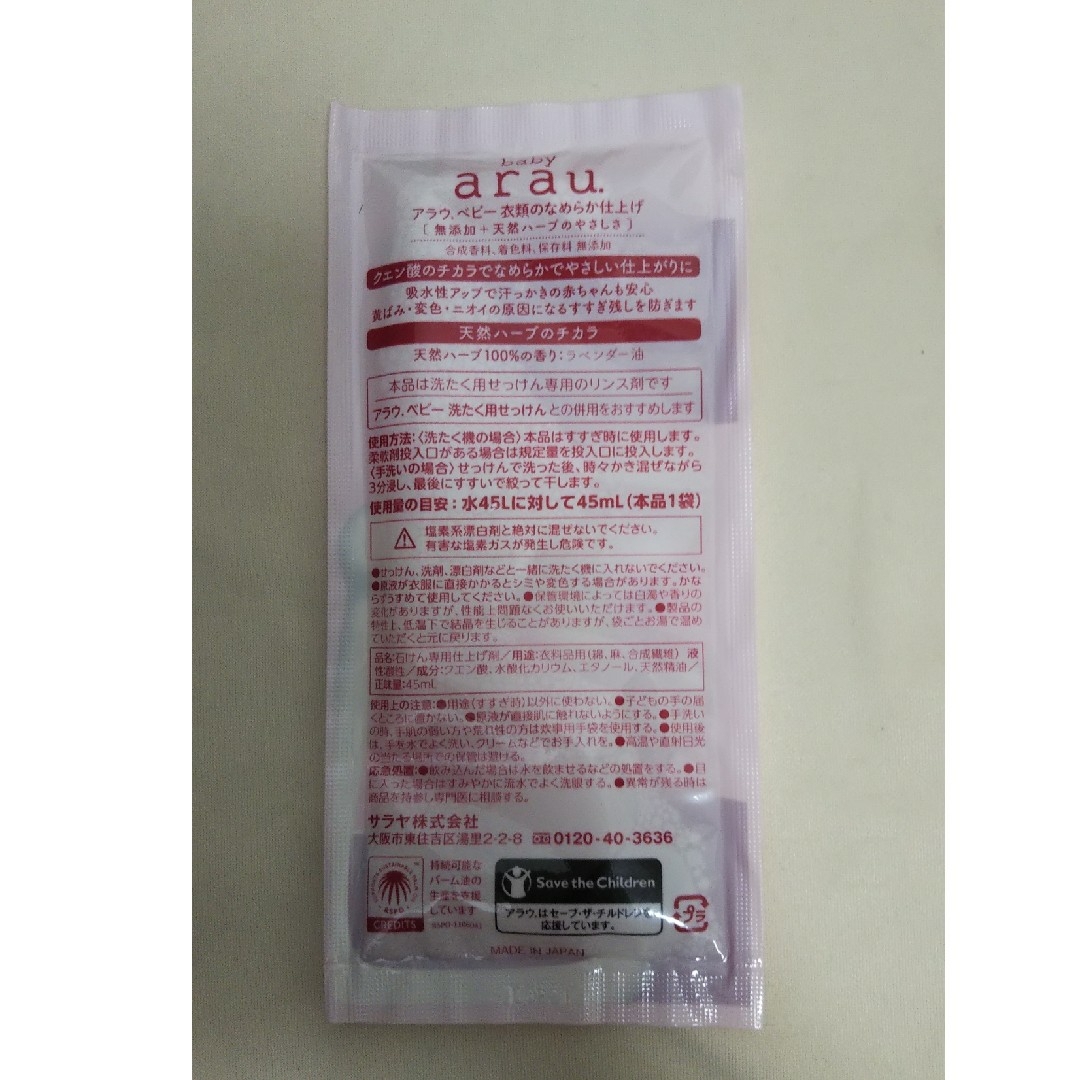 baby
arau.
アラウ.ベビー 衣類のなめらか仕上げ
[ 無添加+天然ハーブのやさしさ ]
合成香料、着色料、保存料 無添加
クエン酸のチカラでなめらかでやさしい仕上がりに
吸水性アップで汗っかきの赤ちゃんも安心
黄ばみ・変色・ニオイの原因になるすすぎ残しを防ぎます
天然ハーブのチカラ
天然ハーブ100%の香り:ラベンダー油
本品は洗たく用せっけん専用のリンス剤です
アラウ.ベビー 洗たく用せっけんとの併用をおすすめします
使用方法:〈洗たく機の場合〉本品はすすぎ時に使用します。
柔軟剤投入口がある場合は規定量を投入口に投入します。
〈手洗いの場合〉せっけんで洗った後、時々かき混ぜながら
3分浸し、最後にすすいで絞って干します。
使用量の目安:水45Lに対して45mL(本品1袋)
塩素系漂白剤と絶対に混ぜないでください。
有害な塩素ガスが発生し危険です。
●せっけん、洗剤、漂白剤などと一緒に洗たく機に入れないでください。
●原液が衣服に直接かかるとシミや変色する場合があります。かな
らずうすめて使用してください。●保管環境によっては白濁や香りの
変化がありますが、性能上問題なくお使いいただけます。●製品の
特性上、低温下で結晶を生じることがありますが、袋ごとお湯で温め
ていただくと元に戻ります。
品名:石けん専用仕上げ剤/用途:衣料品用(綿、麻、合成繊維) 液
性:酸性/成分:クエン酸、水酸化カリウム、エタノール、天然精油/
正味量:45mL
使用上の注意:●用途(すすぎ時)以外に使わない。●子どもの手の届
くところに置かない。●原液が直接肌に触れないようにする。●手洗い
の時、手肌の弱い方や荒れ性の方は炊事用手袋を使用する。●使用後
は、手を水でよく洗い、クリームなどでお手入れを。●高温や直射日光
の当たる場所での保管は避ける。
応急処置:●飲み込んだ場合は水を飲ませるなどの処置をする。●目
に入った場合はすみやかに流水でよく洗眼する。●異常が残る時は
商品を持参し専門医に相談する。
サラヤ株式会社
大阪市東住吉区湯里2-2-8 0120-40-3636
RSPO
CREDITS
持続可能な
パーム油の
生産を支援
しています
Save the Children
アラウ.はセーブ・ザ・チルドレンを
応援しています。
プラ
MADE IN JAPAN